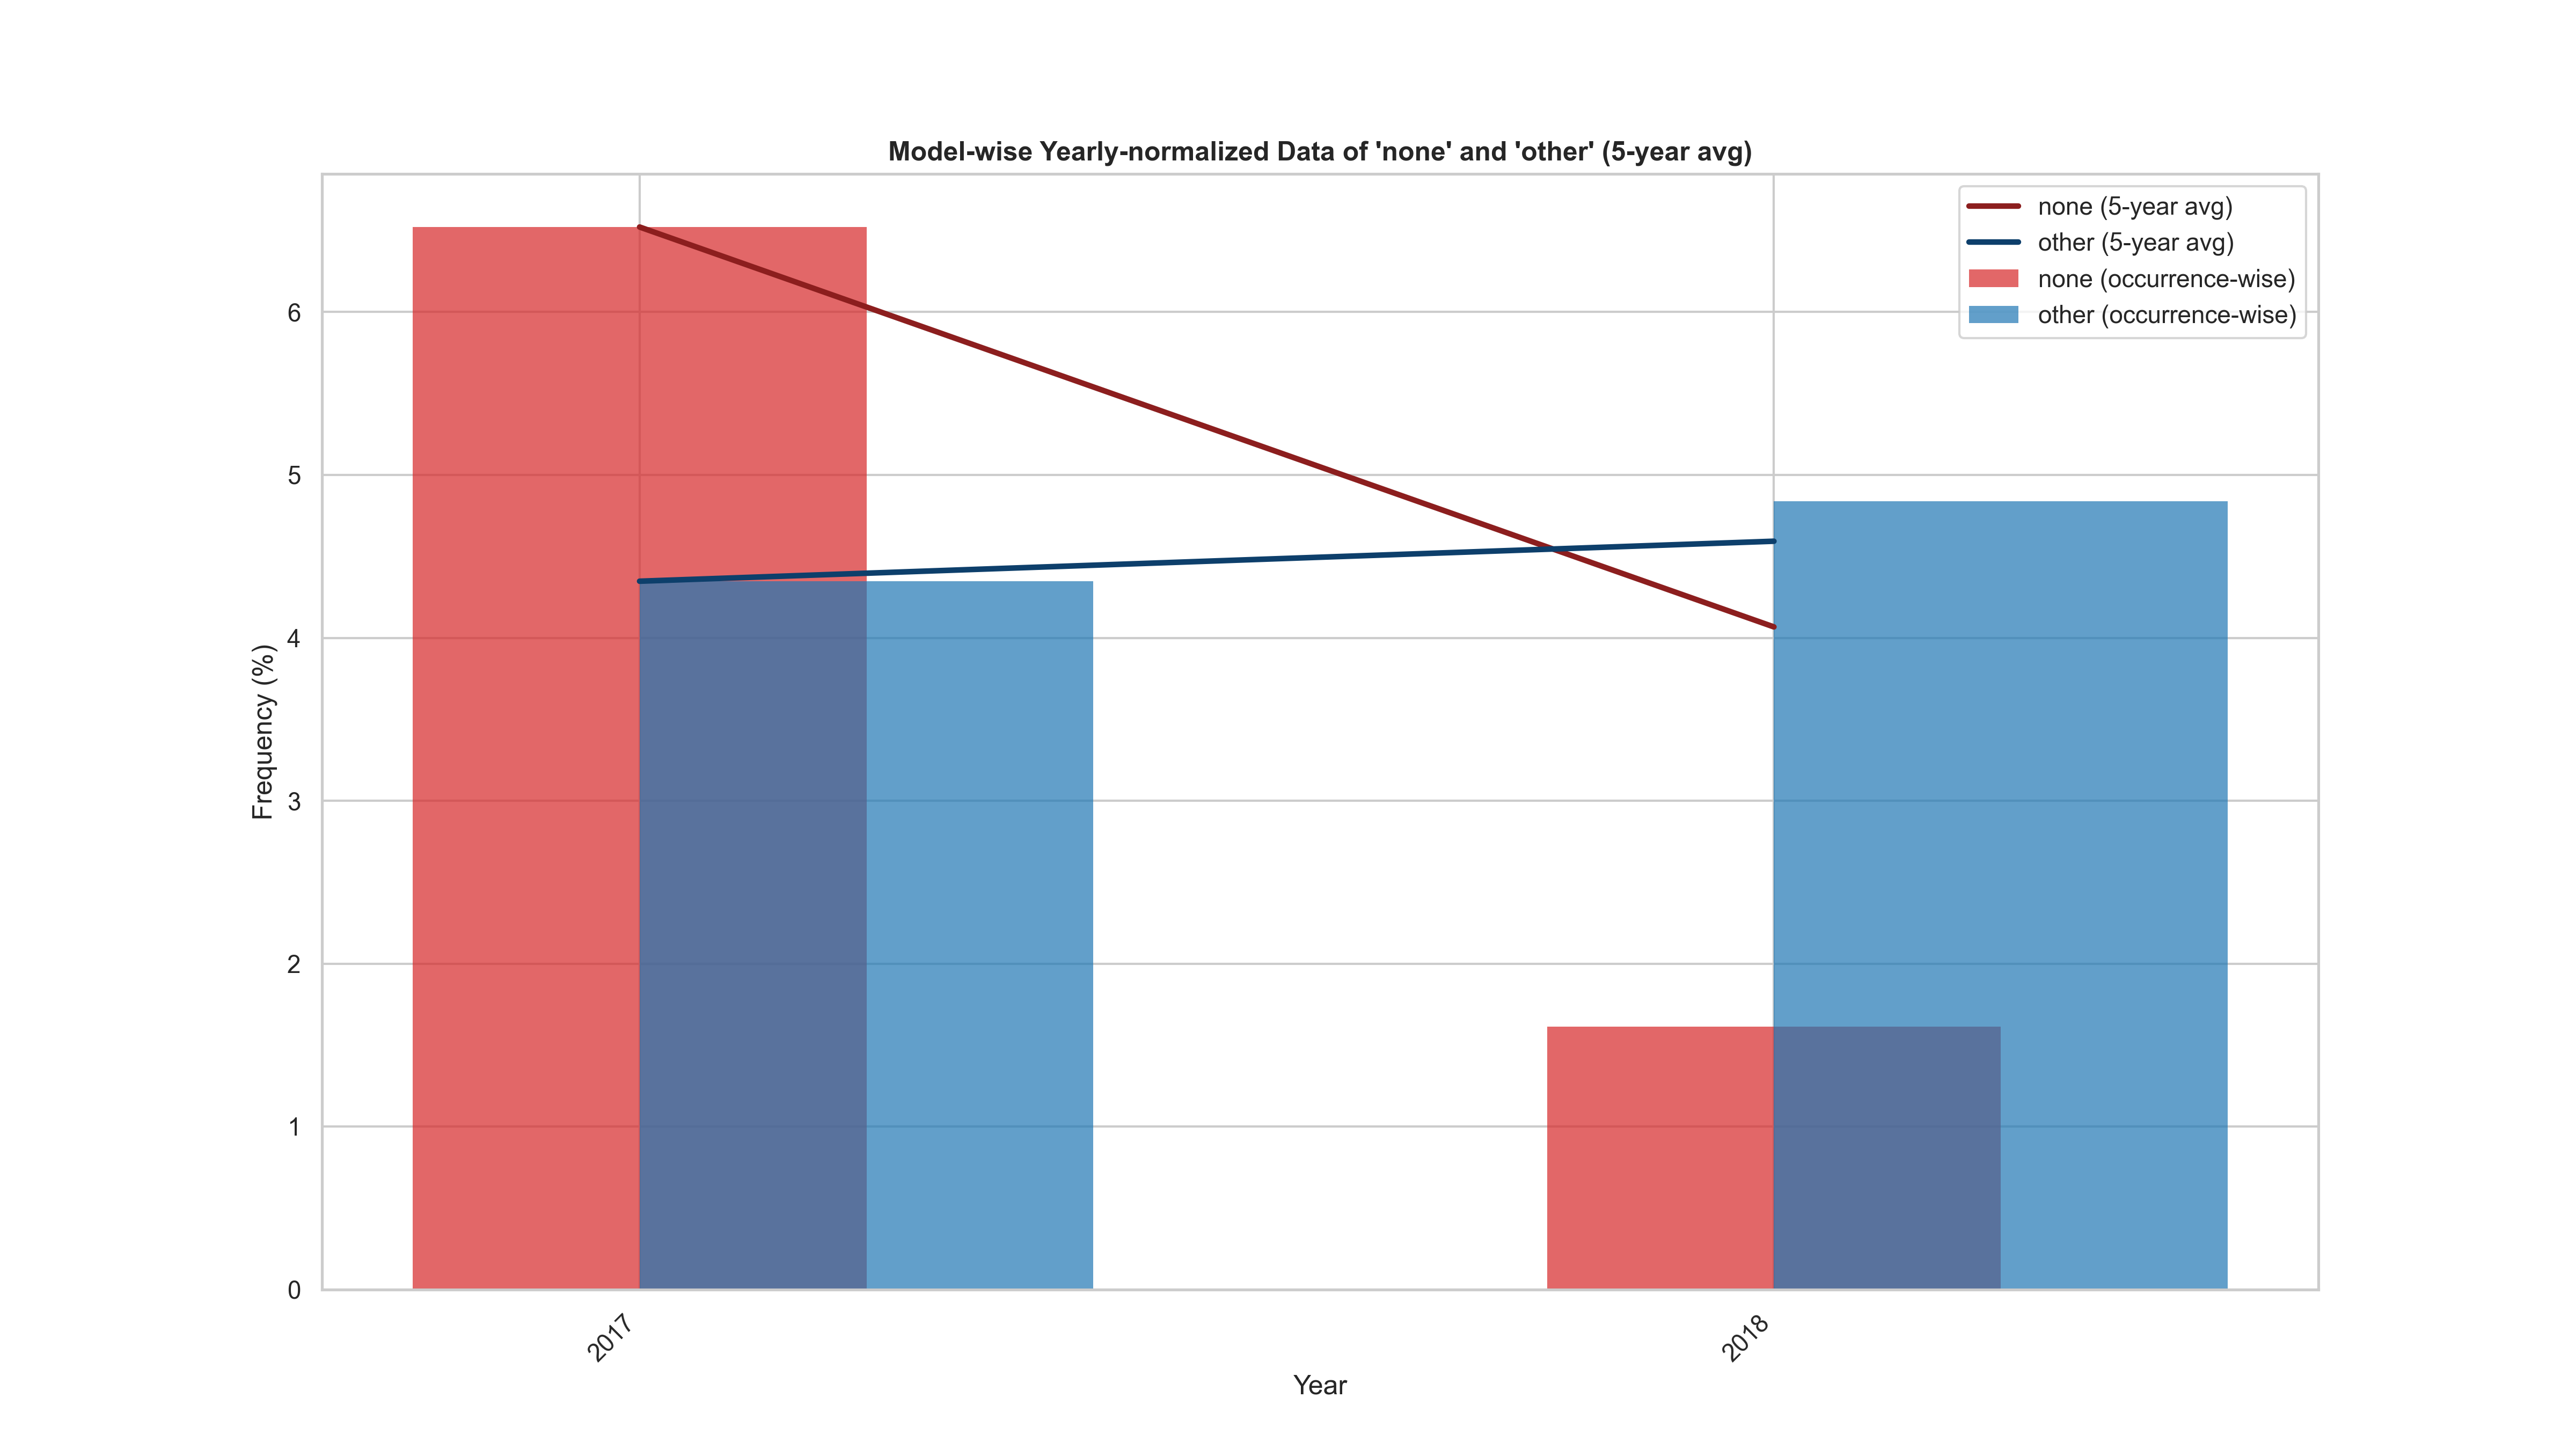 Model-wise Yearly-normalized Data of 'none' and 'other' (5-year avg)
none (5-year avg)
other (5-year avg)
none (occurrence-wise)
other (occurrence-wise)
6
5
4
3
2
1
0
Frequency (%)
2017
2018
Year